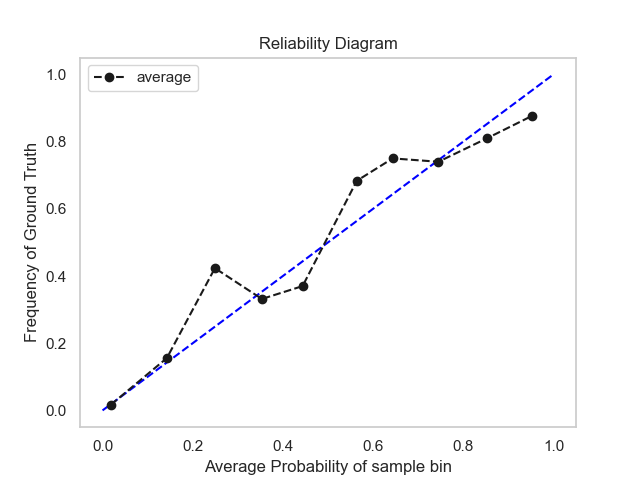 Reliability Diagram
average
Frequency of Ground Truth
1.0
0.8
0.6
0.4
0.2
0.0
0.0 0.2 0.4 0.6 0.8 1.0
Average Probability of sample bin